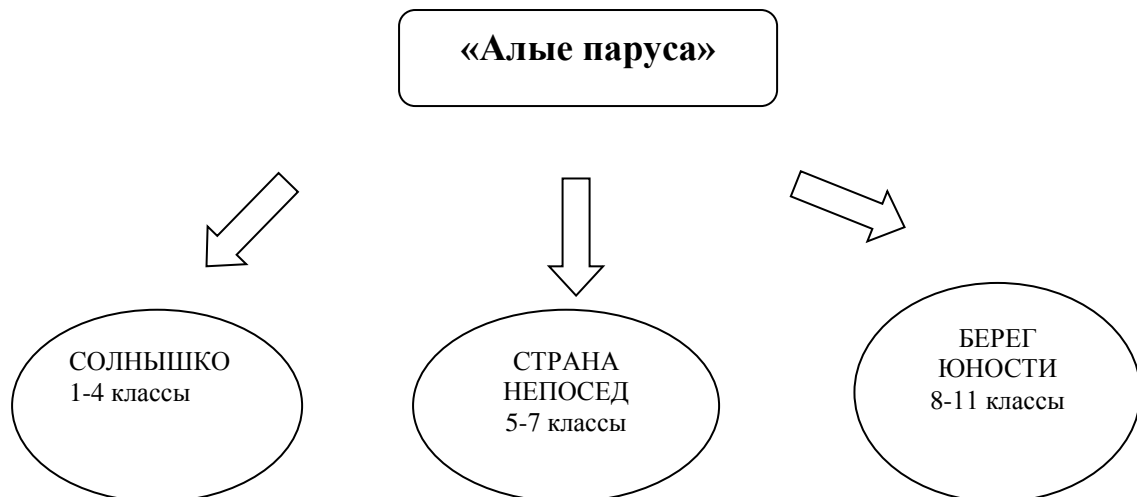 «Алые паруса»
СОЛНЫШКО
1-4 классы
СТРАНА
НЕПОСЕД
5-7 классы
БЕРЕГ
ЮНОСТИ
8-11 классы